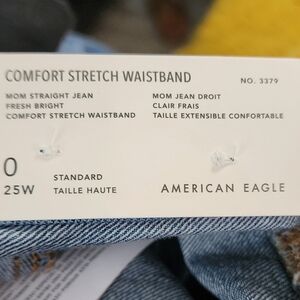 COMFORT STRETCH WAISTBAND NO. 3379
MOM STRAIGHT JEAN MOM JEAN DROIT
FRESH BRIGHT CLAIR FRAIS
COMFORT STRETCH WAISTBAND TAILLE EXTENSIBLE CONFORTABLE
0 STANDARD
25W TAILLE HAUTE AMERICAN EAGLE